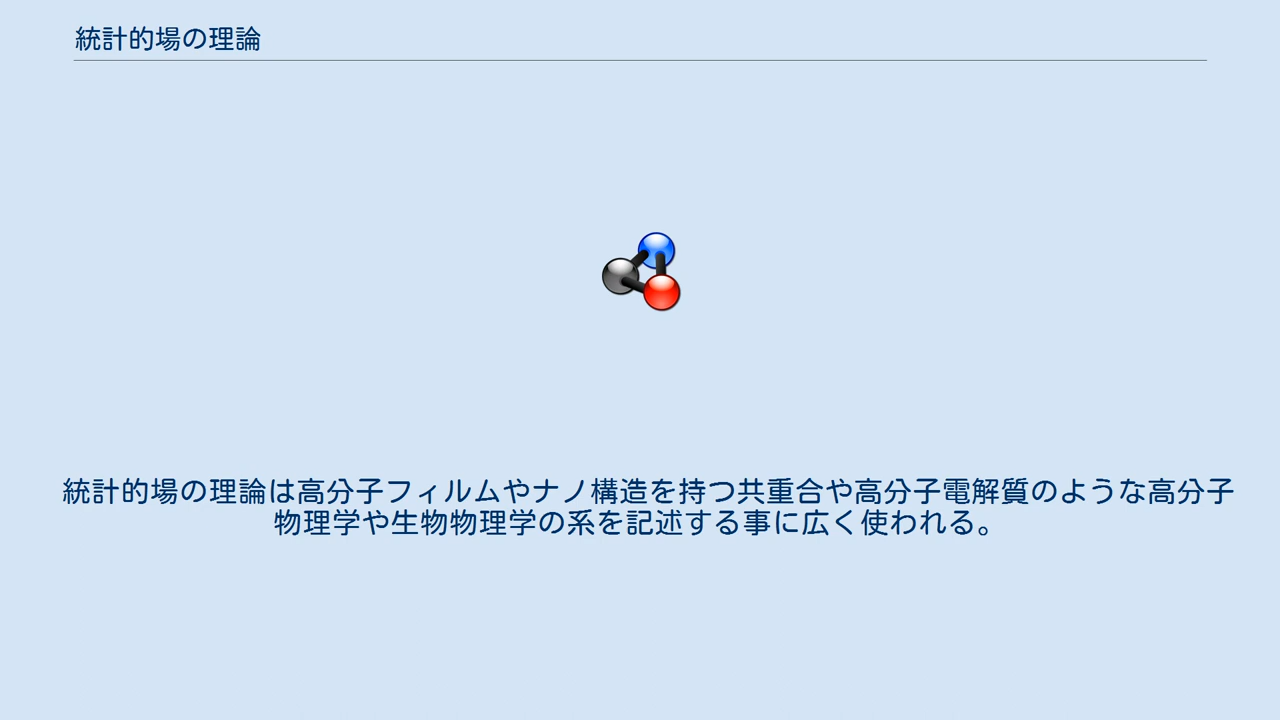 統計的場の理論
統計的場の理論は高分子フィルムやナノ構造を持つ共重合や高分子電解質のような高分子
物理学や生物物理学の系を記述する事に広く使われる。